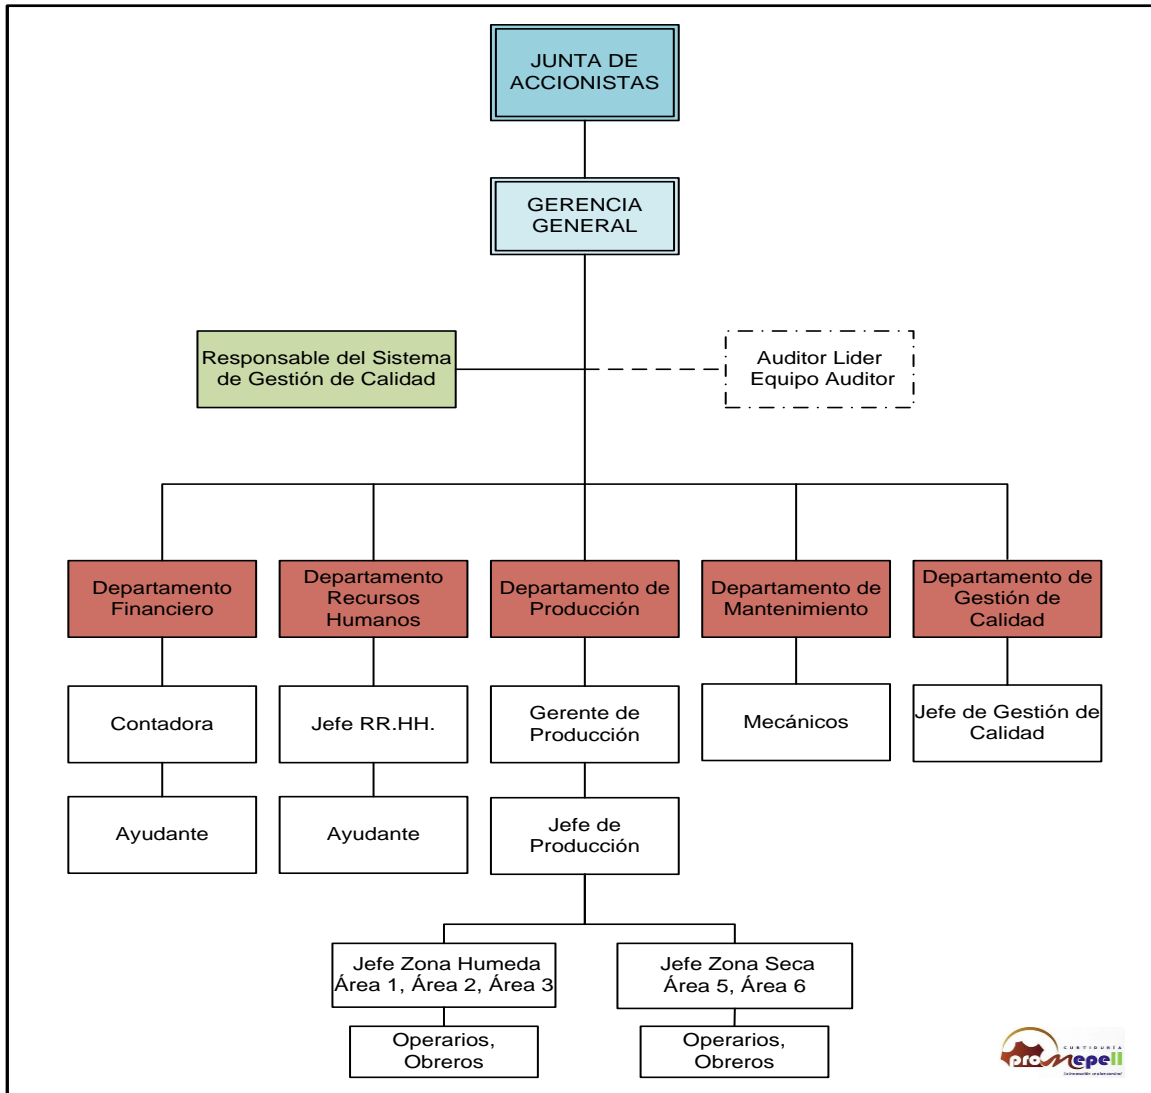 JUNTA DE
ACCIONISTAS
GERENCIA
GENERAL
Responsable del Sistema
de Gestión de Calidad
Auditor Lider
Equipo Auditor
Departamento
Financiero
Departamento
Recursos
Humanos
Departamento de
Producción
Departamento de
Mantenimiento
Departamento de
Gestión de
Calidad
Contadora
Jefe RR.HH.
Gerente de
Producción
Mecánicos
Jefe de Gestión de
Calidad
Ayudante
Ayudante
Jefe de
Producción
Jefe Zona Humeda
Área 1, Área 2, Área 3
Jefe Zona Seca
Área 5, Área 6
Operarios,
Obreros
Operarios,
Obreros
CURTIDURÍA
proMepell